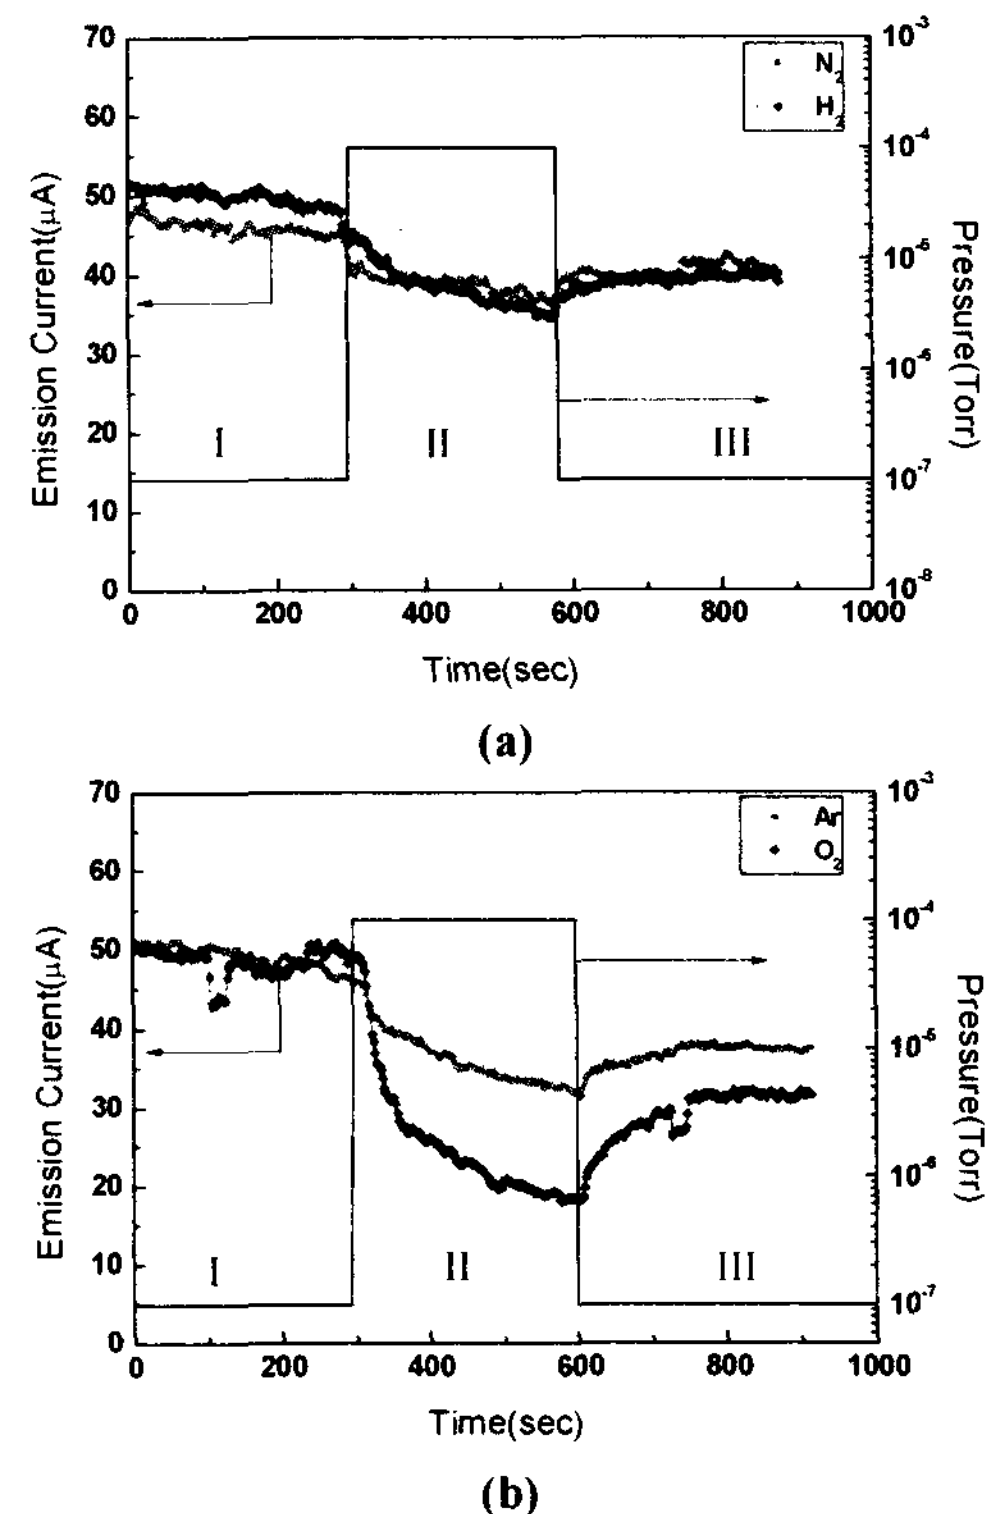 70
60
50
40
30
20
10
0
Emission Current(μA)
10-3
10-4
10-5
10-6
10-7
10-8
Pressure(Torr)
N2
H2
I
II
III
0 200 400 600 800 1000
Time(sec)
(a)
70
60
50
40
30
20
10
0
Emission Current(μA)
10-3
10-4
10-5
10-6
10-7
Pressure(Torr)
Ar
O2
I
II
III
0 200 400 600 800 1000
Time(sec)
(b)